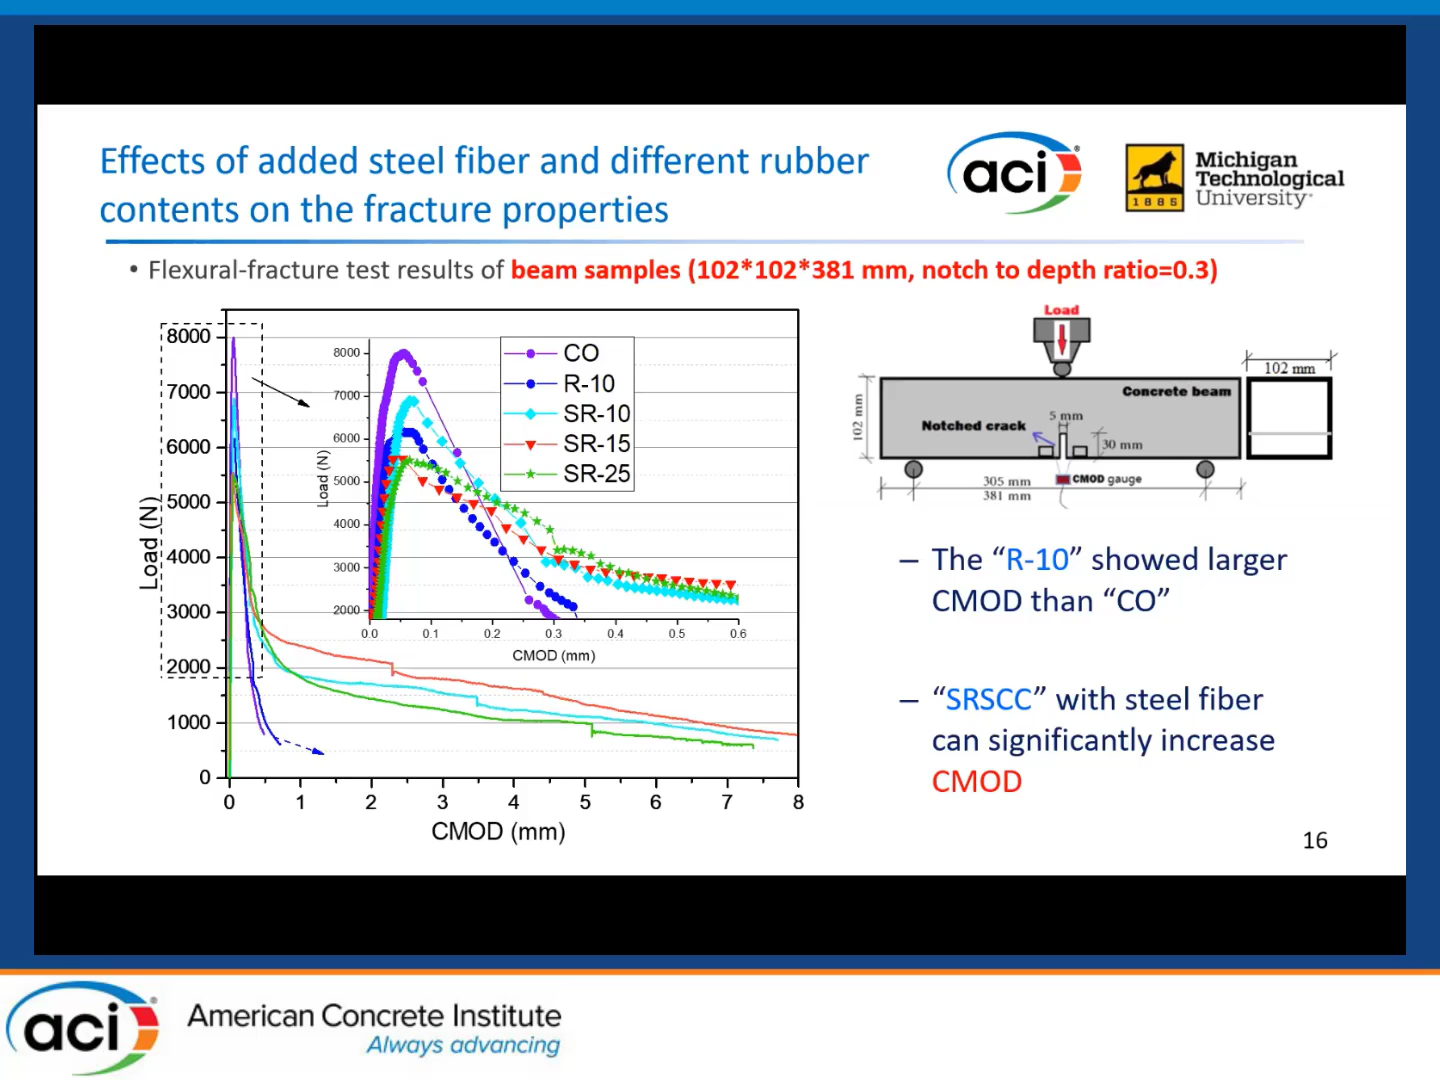 Effects of added steel fiber and different rubber
contents on the fracture properties
aci®
1885
Michigan
Technological
University
• Flexural-fracture test results of beam samples (102*102*381 mm, notch to depth ratio=0.3)
8000
7000
6000
5000
4000
3000
2000
1000
0
Load (N)
0 1 2 3 4 5 6 7 8
CMOD (mm)
8000
7000
6000
5000
4000
3000
2000
Load (N)
0.0 0.1 0.2 0.3 0.4 0.5 0.6
CMOD (mm)
CO
R-10
SR-10
SR-15
SR-25
Load
102 mm
Concrete beam
102 mm
5 mm
Notched crack
30 mm
305 mm
CMOD gauge
381 mm
– The “R-10” showed larger
CMOD than “CO”
– “SRSCC” with steel fiber
can significantly increase
CMOD
16
aci®
American Concrete Institute
Always advancing